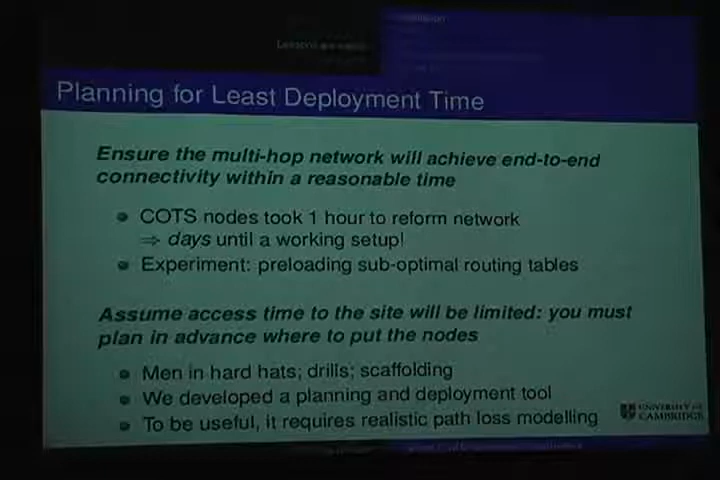 Planning for Least Deployment Time
Ensure the multi-hop network will achieve end-to-end
connectivity within a reasonable time
COTS nodes took 1 hour to reform network
⇒ days until a working setup!
Experiment: preloading sub-optimal routing tables
Assume access time to the site will be limited: you must
plan in advance where to put the nodes
Men in hard hats; drills; scaffolding
We developed a planning and deployment tool
To be useful, it requires realistic path loss modelling
UNIVERSITY OF
CAMBRIDGE